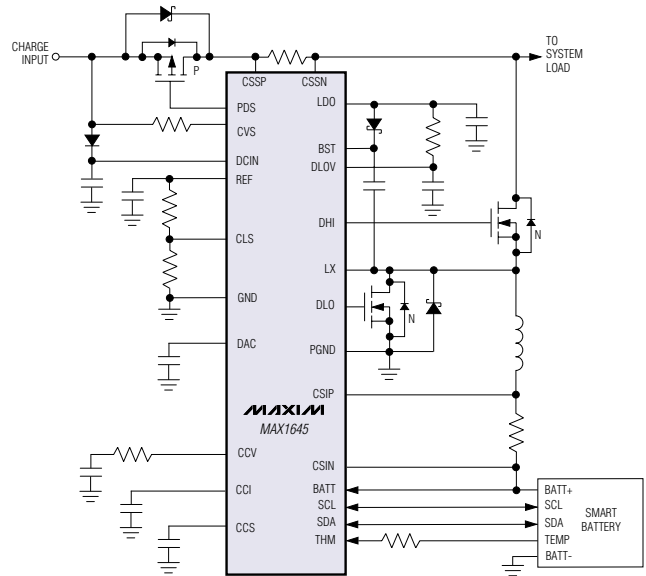 CHARGE
INPUT
P
TO
SYSTEM
LOAD
CSSP
CSSN
PDS
CVS
DCIN
REF
CLS
GND
DAC
CCV
CCI
CCS
LDO
BST
DLOV
DHI
N
LX
DLO
N
PGND
CSIP
MAXIM
MAX1645
CSIN
BATT
SCL
SDA
THM
BATT+
SCL
SDA
TEMP
BATT-
SMART
BATTERY